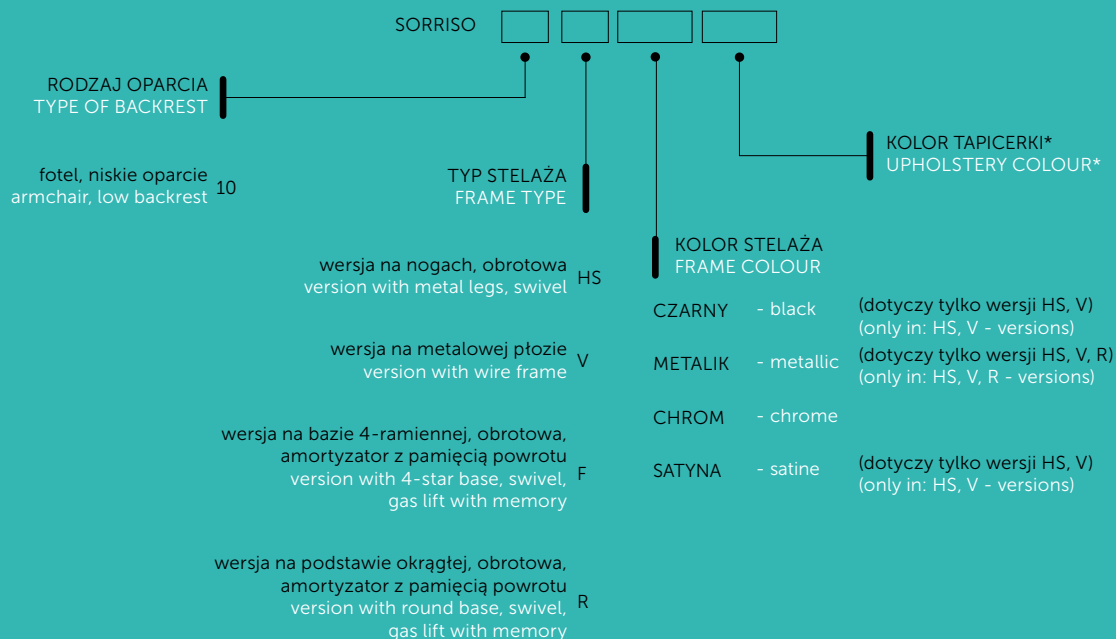 SORRISO
RODZAJ OPARCIA
TYPE OF BACKREST
fotel, niskie oparcie
armchair, low backrest
10
TYP STELAŻA
FRAME TYPE
wersja na nogach, obrotowa
version with metal legs, swivel
HS
wersja na metalowej płozie
version with wire frame
V
wersja na bazie 4-ramiennej, obrotowa,
amortyzator z pamięcią powrotu
version with 4-star base, swivel,
gas lift with memory
F
wersja na podstawie okrągłej, obrotowa,
amortyzator z pamięcią powrotu
version with round base, swivel,
gas lift with memory
R
KOLOR STELAŻA
FRAME COLOUR
CZARNY - black (dotyczy tylko wersji HS, V)
(only in: HS, V - versions)
METALIK - metallic (dotyczy tylko wersji HS, V, R)
(only in: HS, V, R - versions)
CHROM - chrome
SATYNA - satine (dotyczy tylko wersji HS, V)
(only in: HS, V - versions)
KOLOR TAPICERKI*
UPHOLSTERY COLOUR*